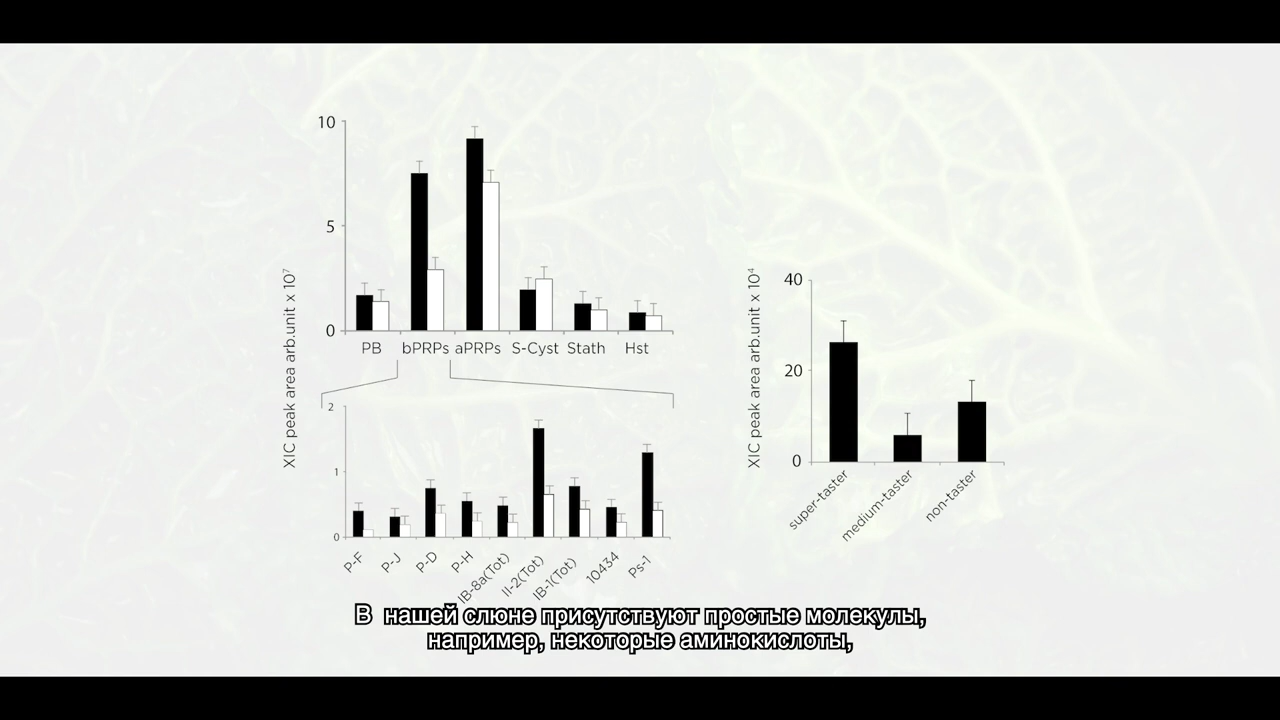 10
5
0
XIC peak area arb.unit x 10⁷
PB bPRPs aPRPs S-Cyst Stath Hst
2
1
0
P-F P-J P-D P-H IB-8a(Tot) II-2(Tot) IB-1(Tot) 10434 Ps-1
XIC peak area arb.unit x 10⁴
40
20
0
super-taster medium-taster non-taster
В нашей слюне присутствуют простые молекулы,
например, некоторые аминокислоты,